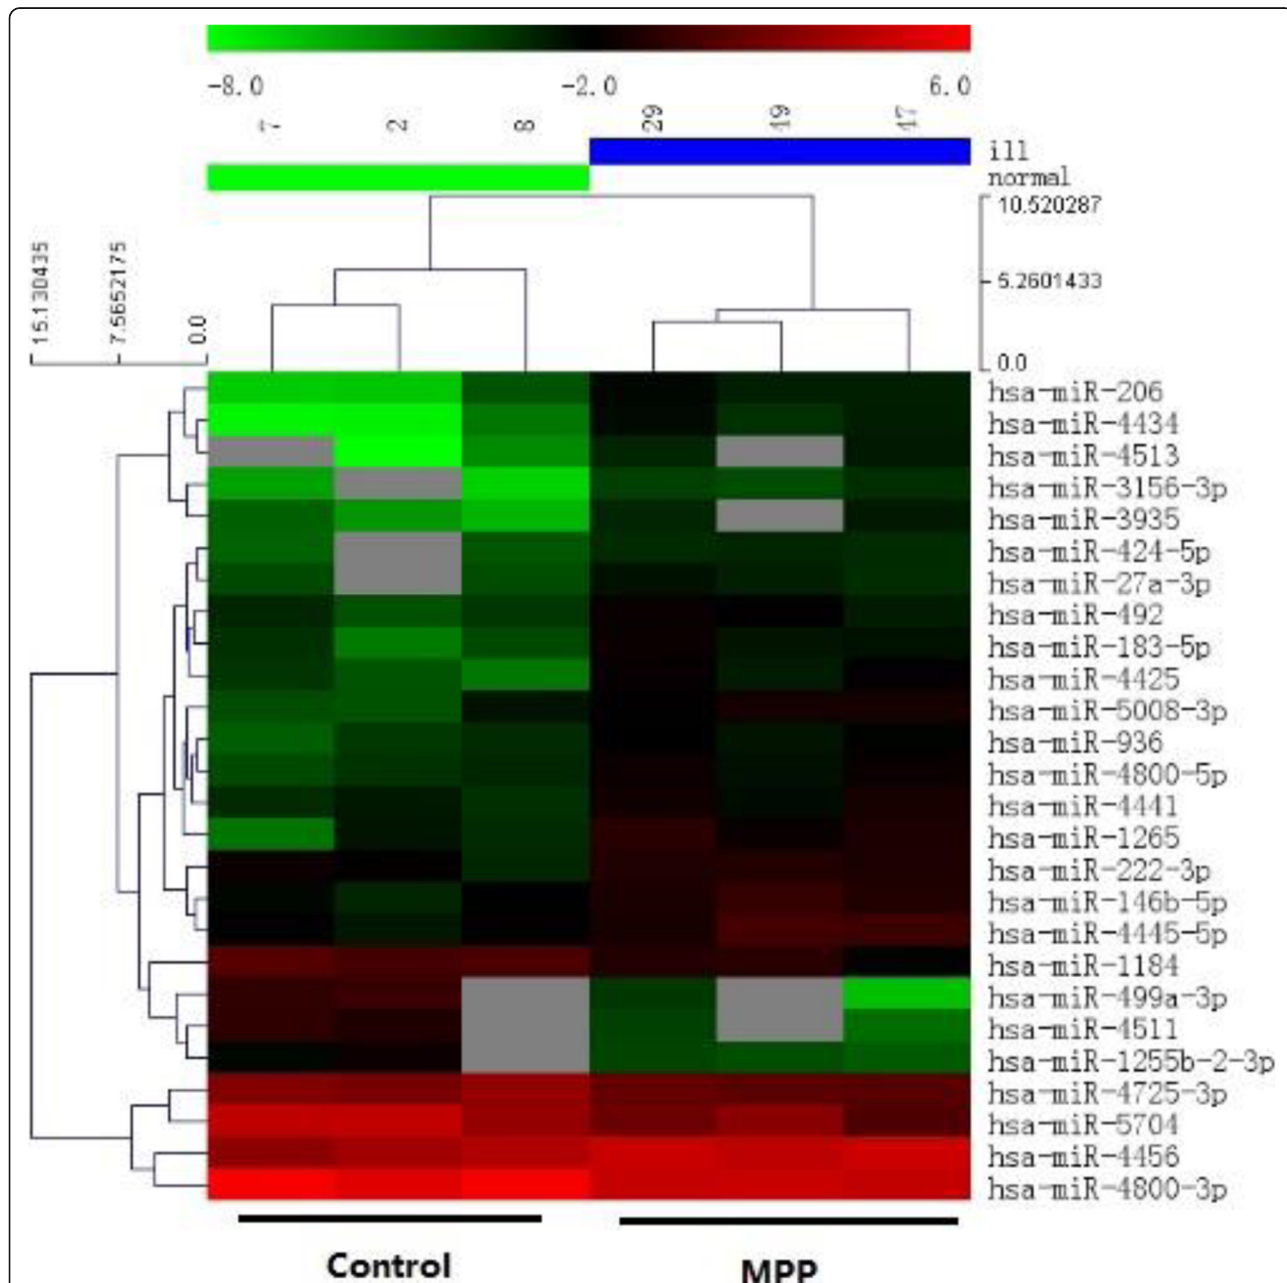 -8.0 -2.0 6.0
7 2 8 29 49 47
ill
normal
10.520287
5.2601433
0.0
15.130435 7.5652175 0.0
hsa-miR-206
hsa-miR-4434
hsa-miR-4513
hsa-miR-3156-3p
hsa-miR-3935
hsa-miR-424-5p
hsa-miR-27a-3p
hsa-miR-492
hsa-miR-183-5p
hsa-miR-4425
hsa-miR-5008-3p
hsa-miR-936
hsa-miR-4800-5p
hsa-miR-4441
hsa-miR-1265
hsa-miR-222-3p
hsa-miR-146b-5p
hsa-miR-4445-5p
hsa-miR-1184
hsa-miR-499a-3p
hsa-miR-4511
hsa-miR-1255b-2-3p
hsa-miR-4725-3p
hsa-miR-5704
hsa-miR-4456
hsa-miR-4800-3p
Control MPP